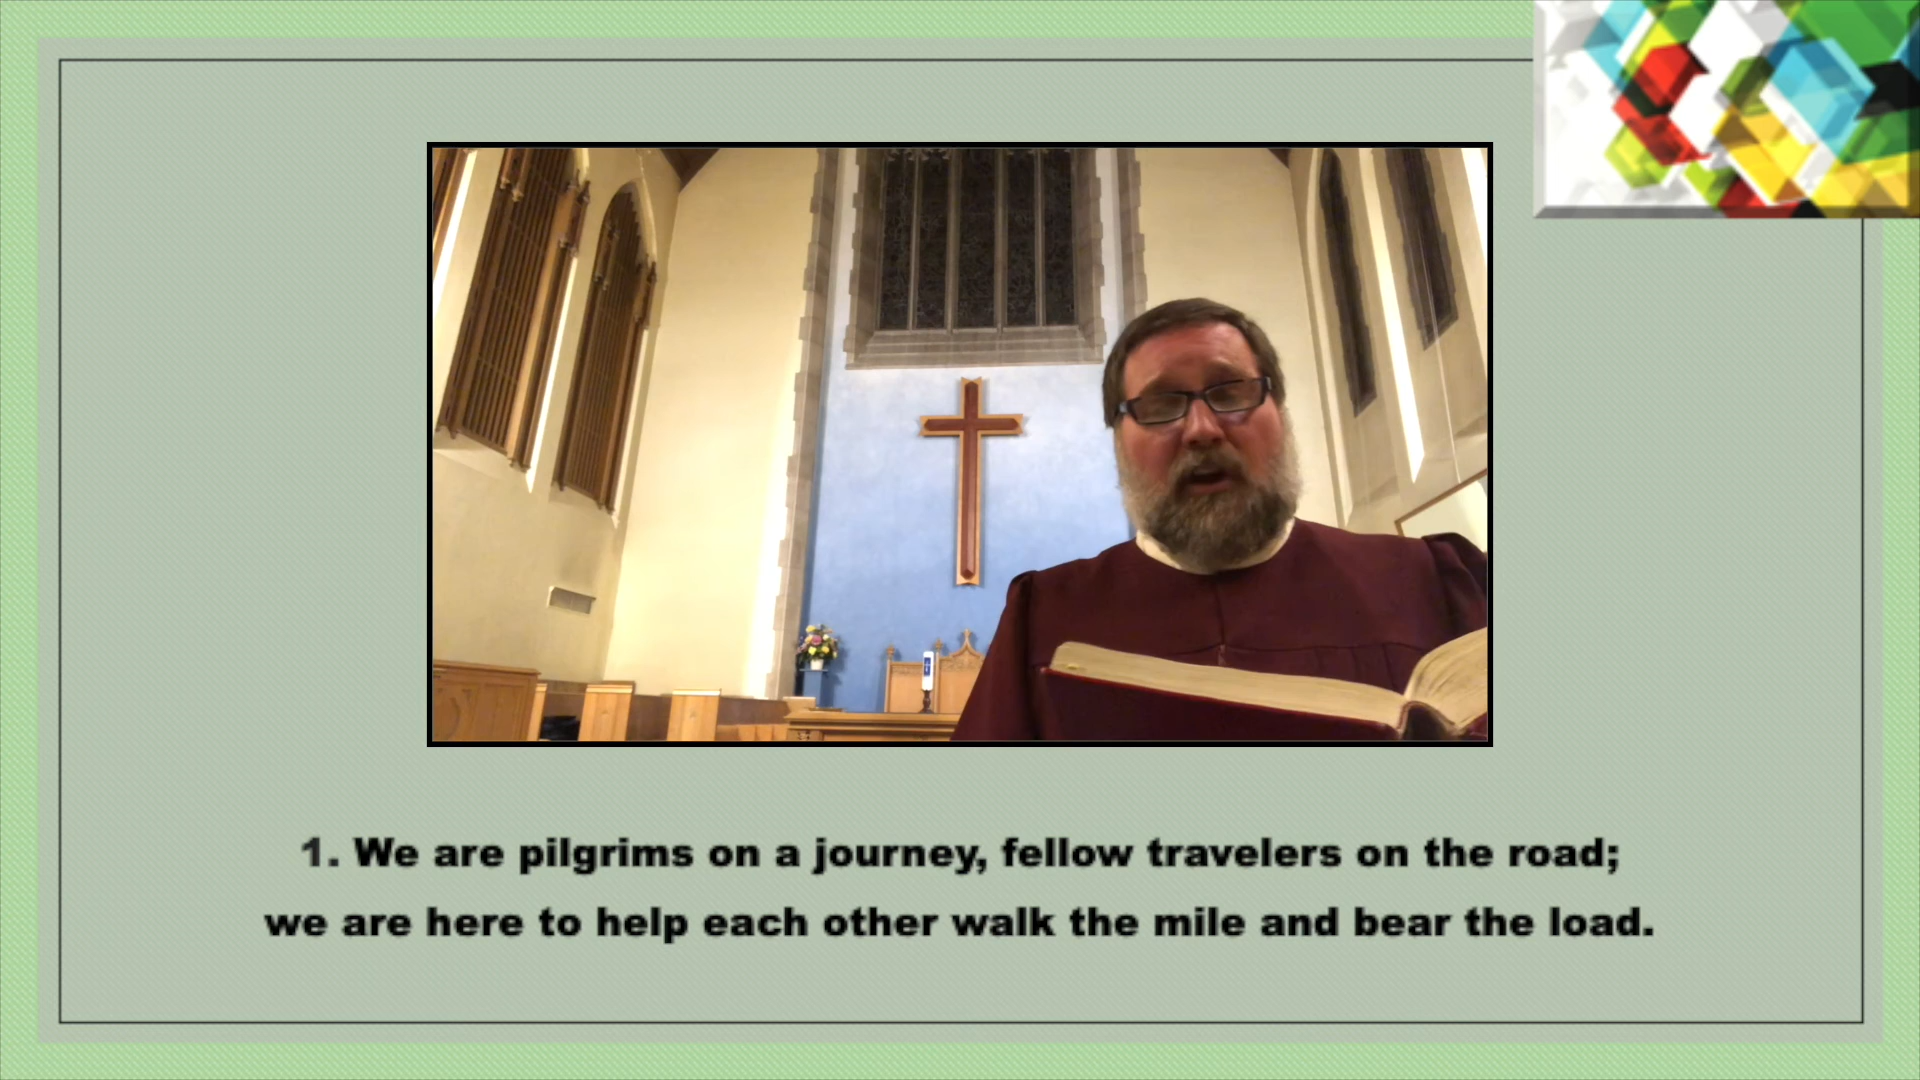 1. We are pilgrims on a journey, fellow travelers on the road;
we are here to help each other walk the mile and bear the load.